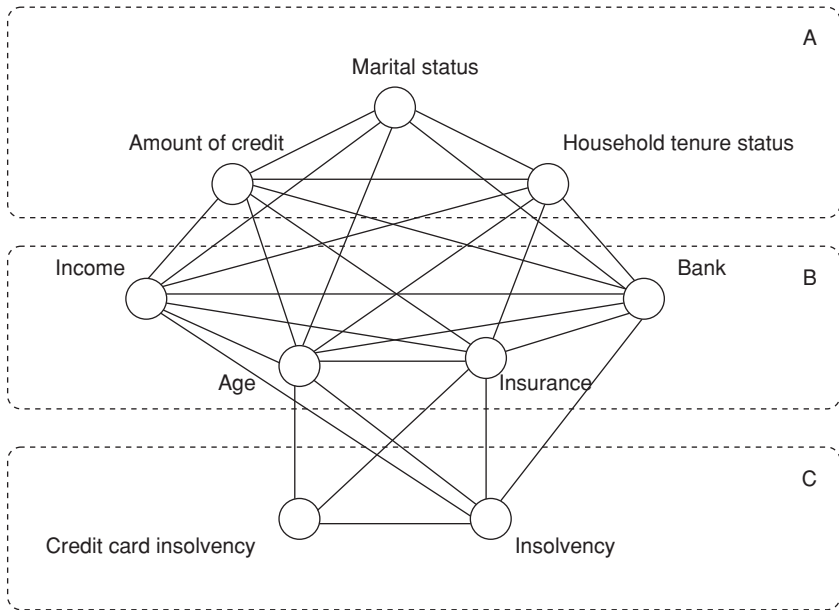 A
Marital status
Amount of credit
Household tenure status
Income
Bank
B
Age
Insurance
C
Credit card insolvency
Insolvency